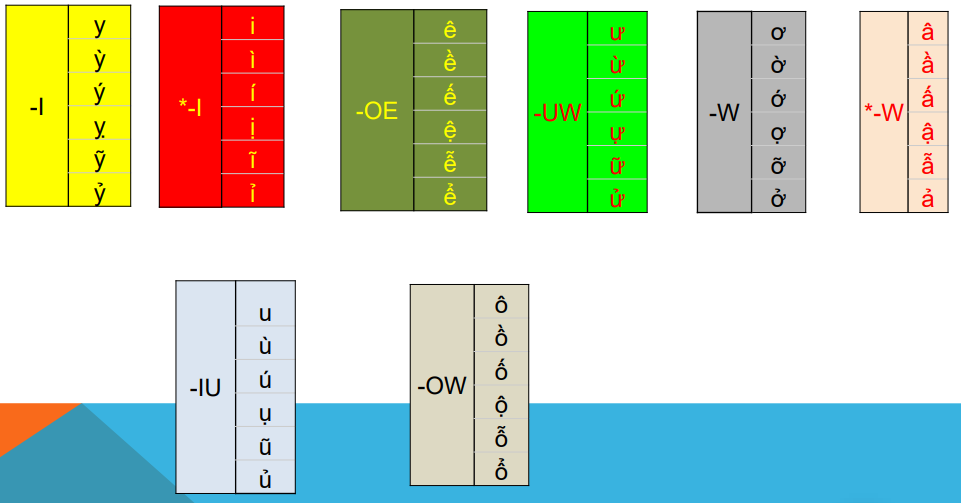 -I
y
ỳ
ý
ỵ
ỹ
ỷ
*-I
i
ì
í
ị
ĩ
ỉ
-OE
ê
ề
ế
ệ
ễ
ể
-UW
ư
ừ
ứ
ự
ữ
ử
-W
ơ
ờ
ớ
ợ
ỡ
ở
*-W
â
ầ
ấ
ậ
ẫ
ả
-IU
u
ù
ú
ụ
ũ
ủ
-OW
ô
ồ
ố
ộ
ỗ
ổ